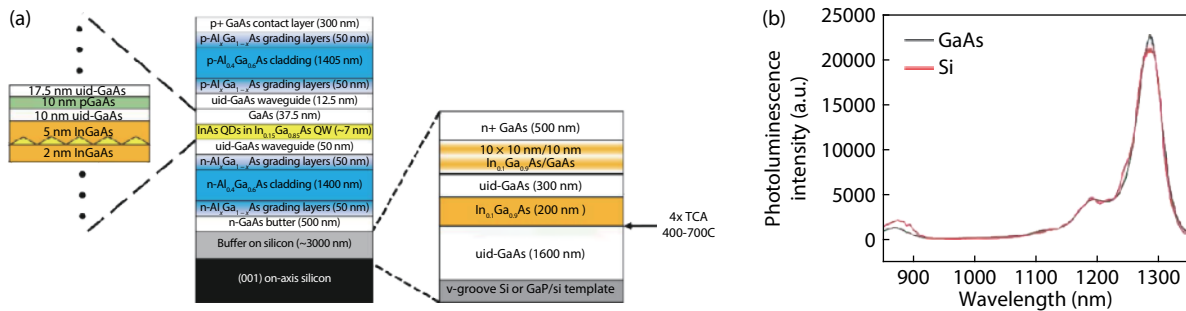 (a)
17.5 nm uid-GaAs
10 nm pGaAs
10 nm uid-GaAs
5 nm InGaAs
2 nm InGaAs
p+ GaAs contact layer (300 nm)
p-AlxGa1−xAs grading layers (50 nm)
p-Al0.4Ga0.6As cladding (1405 nm)
p-AlxGa1−xAs grading layers (50 nm)
uid-GaAs waveguide (12.5 nm)
GaAs (37.5 nm)
InAs QDs in In0.15Ga0.85As QW (~7 nm)
uid-GaAs waveguide (50 nm)
n-AlxGa1−xAs grading layers (50 nm)
n-Al0.4Ga0.6As cladding (1400 nm)
n-AlxGa1−xAs grading layers (50 nm)
n-GaAs butter (500 nm)
Buffer on silicon (~3000 nm)
(001) on-axis silicon
n+ GaAs (500 nm)
10 × 10 nm/10 nm
In0.1Ga0.9As/GaAs
uid-GaAs (300 nm)
In0.1Ga0.9As (200 nm )
uid-GaAs (1600 nm)
v-groove Si or GaP/si template
4x TCA
400-700C
(b)
Photoluminescence
intensity (a.u.)
25000
20000
15000
10000
5000
0
GaAs
Si
900
1000
1100
1200
1300
Wavelength (nm)